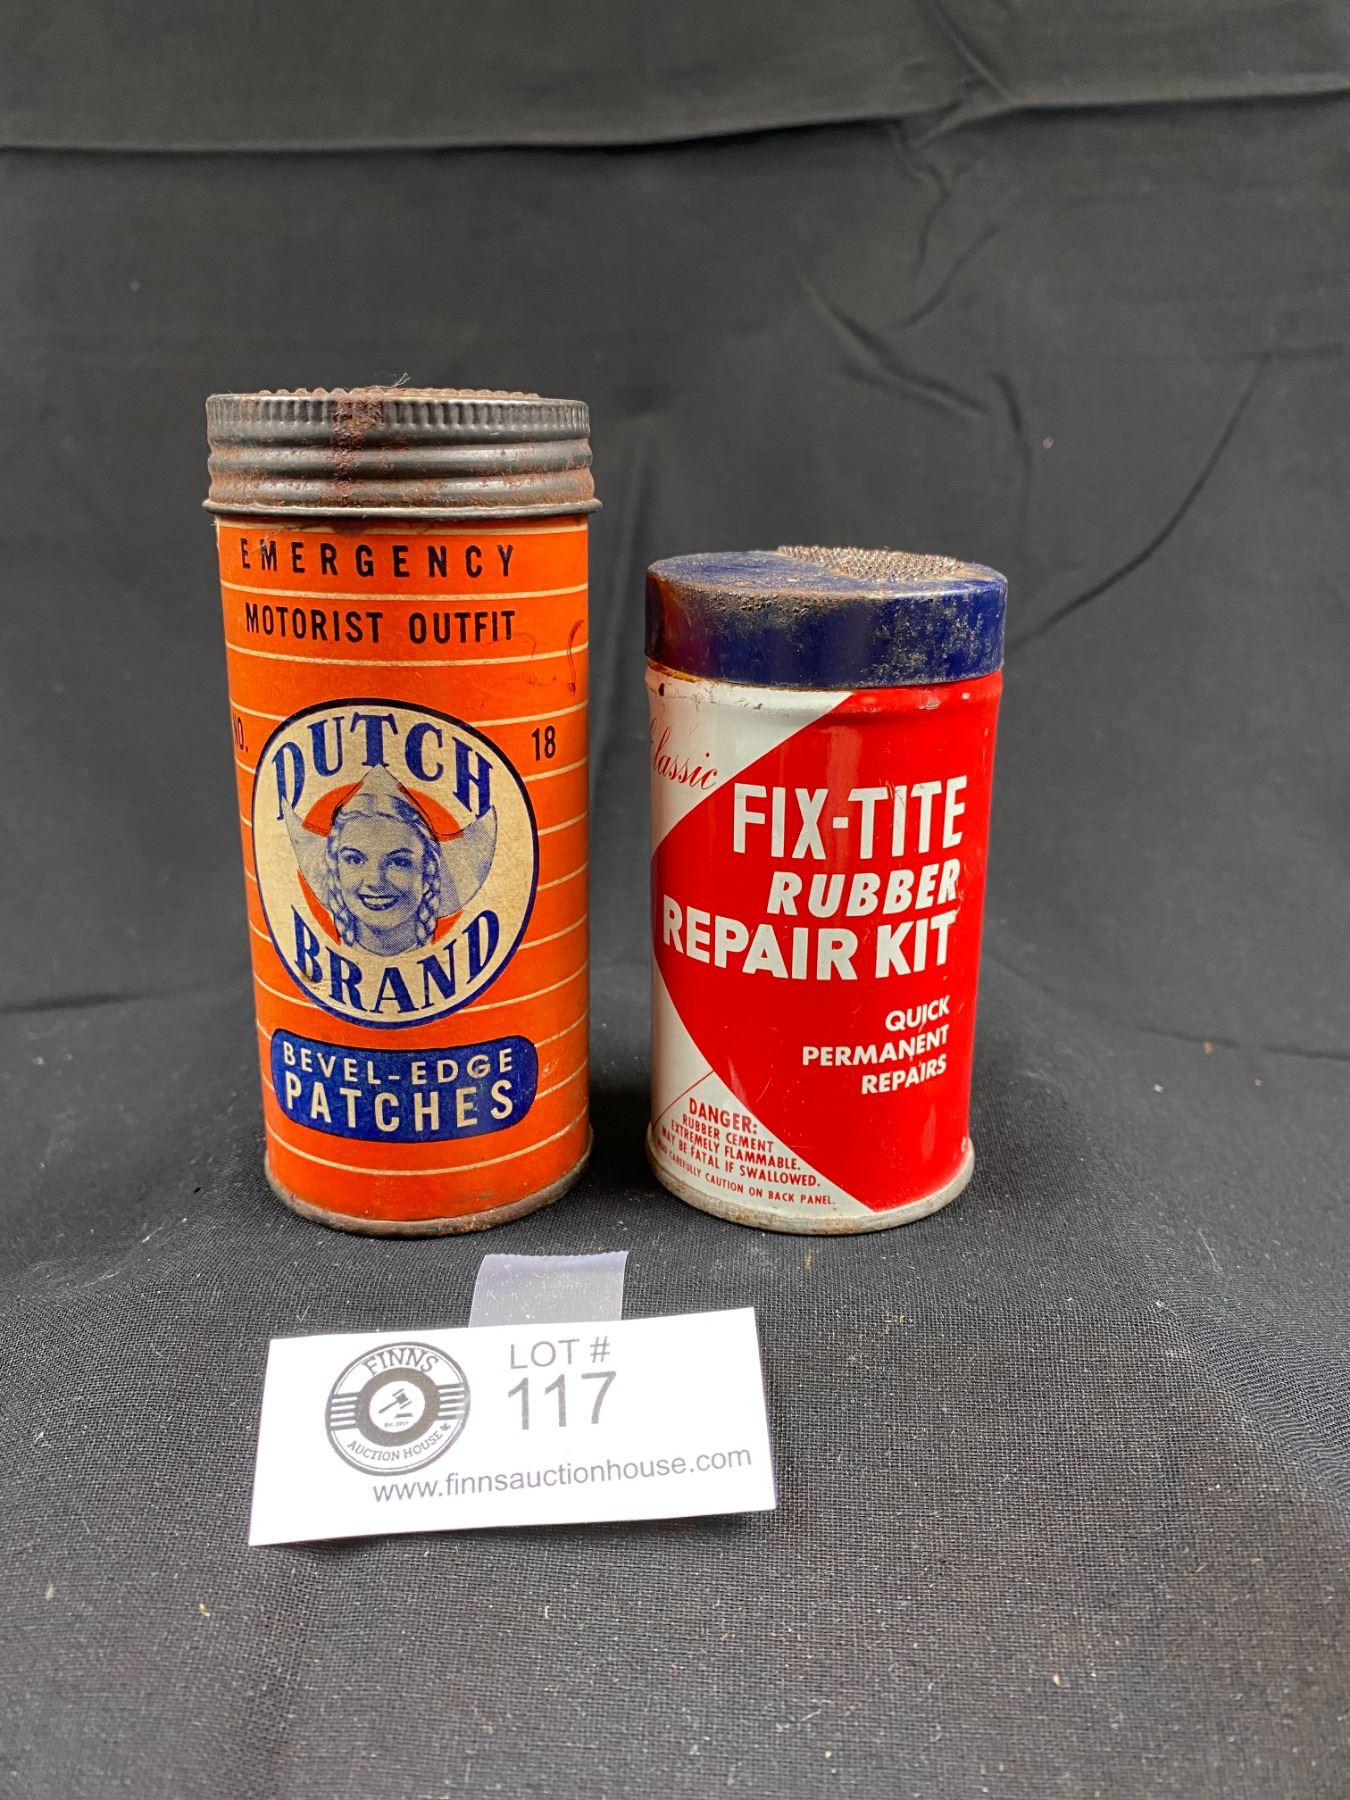 EMERGENCY
MOTORIST OUTFIT
NO. 18
DUTCH
BRAND
BEVEL-EDGE
PATCHES
Classic
FIX-TITE
RUBBER
REPAIR KIT
QUICK
PERMANENT
REPAIRS
DANGER:
RUBBER CEMENT
EXTREMELY FLAMMABLE.
MAY BE FATAL IF SWALLOWED.
CAREFULLY CAUTION ON BACK PANEL.
FINNS
AUCTION HOUSE
LOT #
117
www.finnsauctionhouse.com